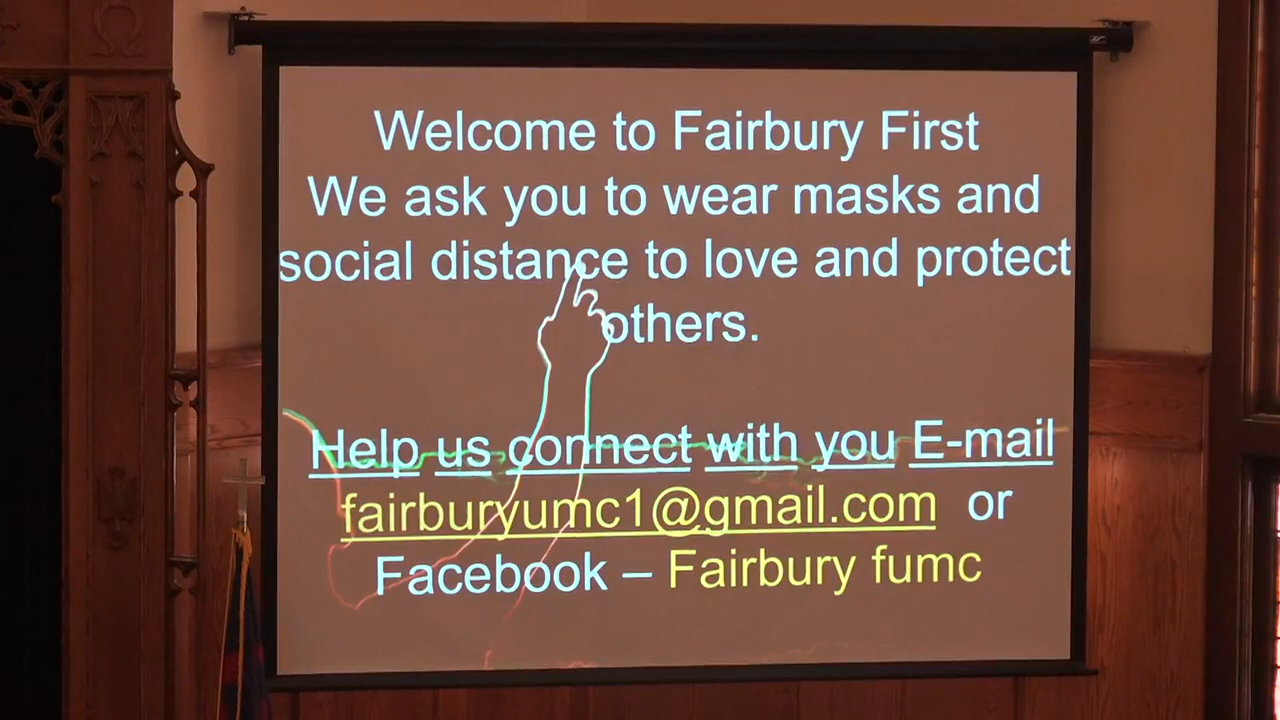 Welcome to Fairbury First
We ask you to wear masks and
social distance to love and protect
others.
Help us connect with you E-mail
fairburyumc1@gmail.com or
Facebook – Fairbury fumc